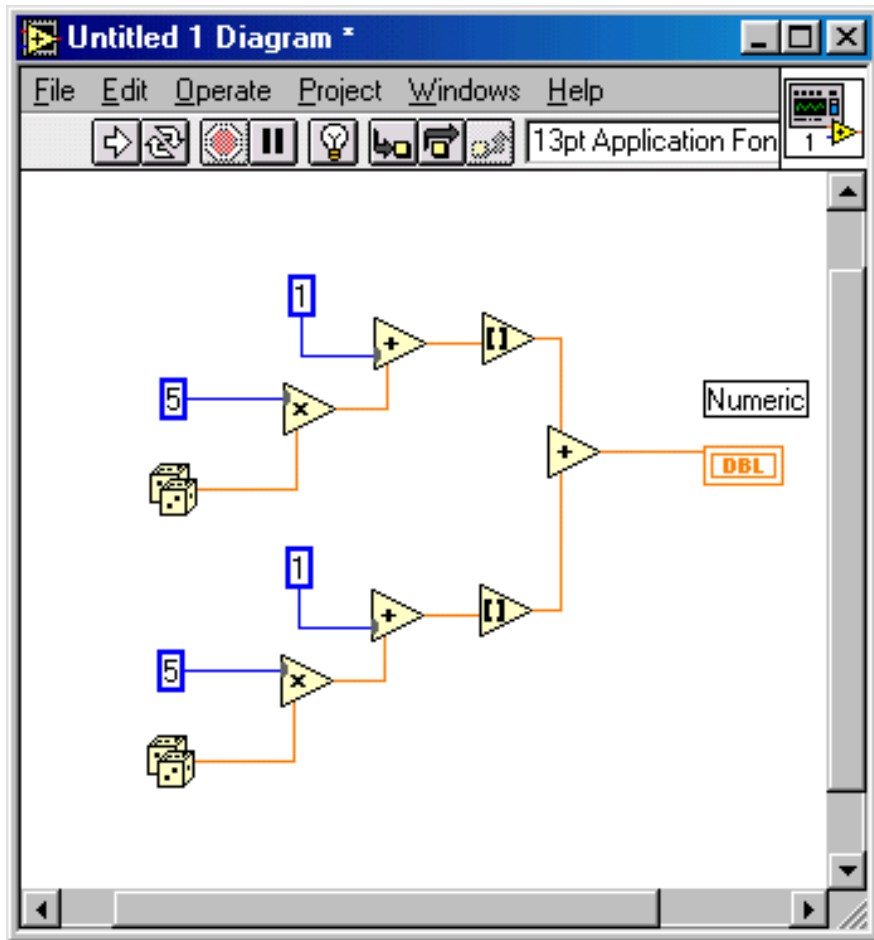 Untitled 1 Diagram *
File Edit Operate Project Windows Help
13pt Application Fon
1
1
+
[]
5
×
Numeric
+
DBL
1
+
[]
5
×